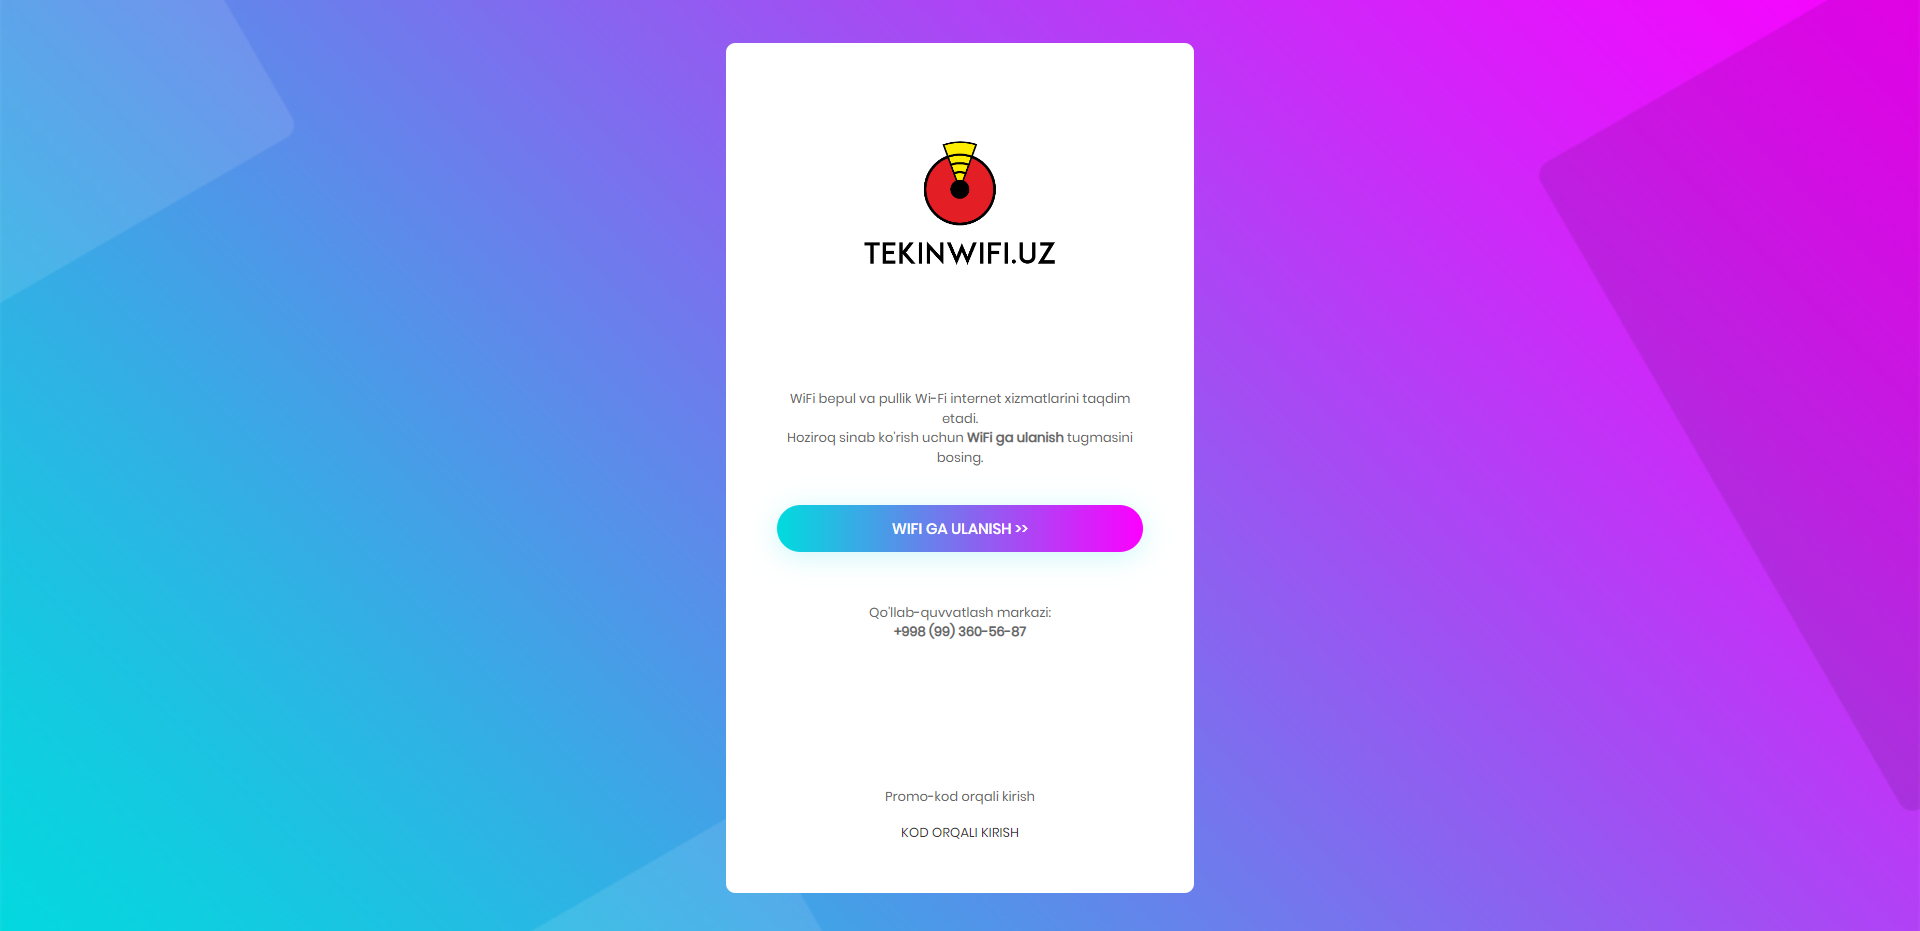 TEKINWIFI.UZ
WiFi bepul va pullik Wi-Fi internet xizmatlarini taqdim
etadi.
Hoziroq sinab ko'rish uchun WiFi ga ulanish tugmasini
bosing.
WIFI GA ULANISH >>
Qo'llab-quvvatlash markazi:
+998 (99) 360-56-87
Promo-kod orqali kirish
KOD ORQALI KIRISH